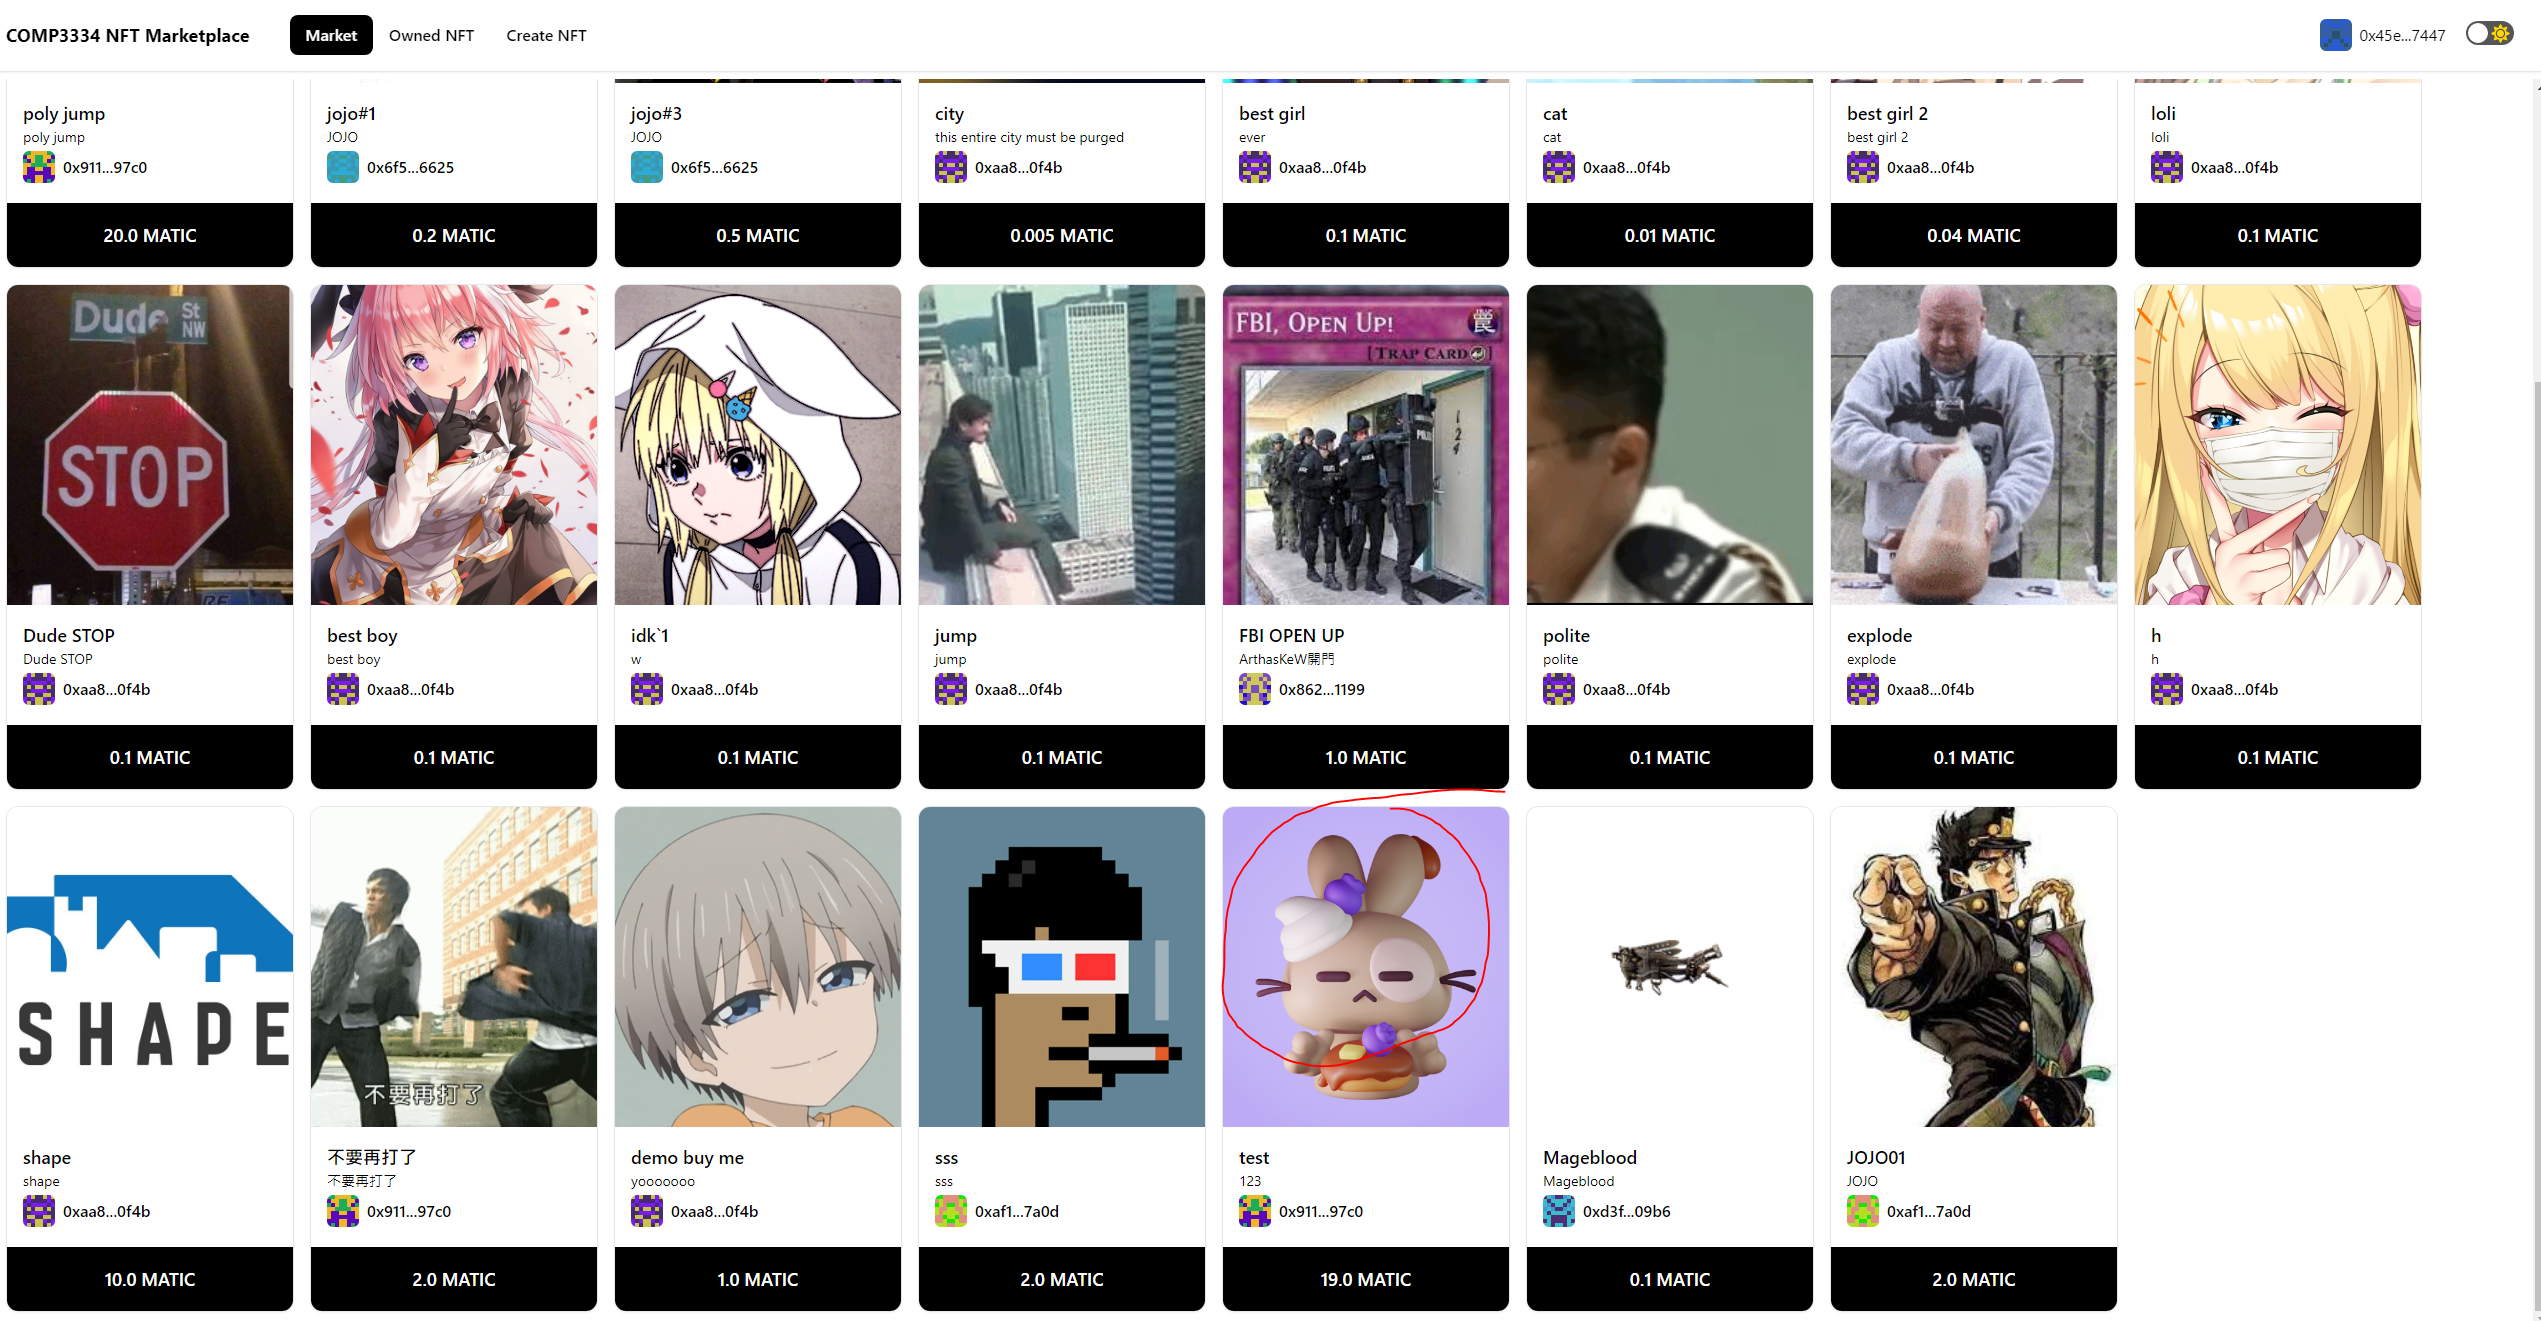 COMP3334 NFT Marketplace
Market
Owned NFT
Create NFT
0x45e...7447
poly jump
poly jump
0x911...97c0
20.0 MATIC
jojo#1
JOJO
0x6f5...6625
0.2 MATIC
jojo#3
JOJO
0x6f5...6625
0.5 MATIC
city
this entire city must be purged
0xaa8...0f4b
0.005 MATIC
best girl
ever
0xaa8...0f4b
0.1 MATIC
cat
cat
0xaa8...0f4b
0.01 MATIC
best girl 2
best girl 2
0xaa8...0f4b
0.04 MATIC
loli
loli
0xaa8...0f4b
0.1 MATIC
Dude St
NW
STOP
Dude STOP
Dude STOP
0xaa8...0f4b
0.1 MATIC
best boy
best boy
0xaa8...0f4b
0.1 MATIC
idk`1
w
0xaa8...0f4b
0.1 MATIC
jump
jump
0xaa8...0f4b
0.1 MATIC
FBI, OPEN UP!
罠
[TRAP CARD]
124
POLICE
FBI OPEN UP
ArthasKeW開門
0x862...1199
1.0 MATIC
polite
polite
0xaa8...0f4b
0.1 MATIC
explode
explode
0xaa8...0f4b
0.1 MATIC
h
h
0xaa8...0f4b
0.1 MATIC
SHAPE
shape
shape
0xaa8...0f4b
10.0 MATIC
不要再打了
不要再打了
不要再打了
0x911...97c0
2.0 MATIC
demo buy me
yooooooo
0xaa8...0f4b
1.0 MATIC
sss
sss
0xaf1...7a0d
2.0 MATIC
test
123
0x911...97c0
19.0 MATIC
Mageblood
Mageblood
0xd3f...09b6
0.1 MATIC
JOJO01
JOJO
0xaf1...7a0d
2.0 MATIC